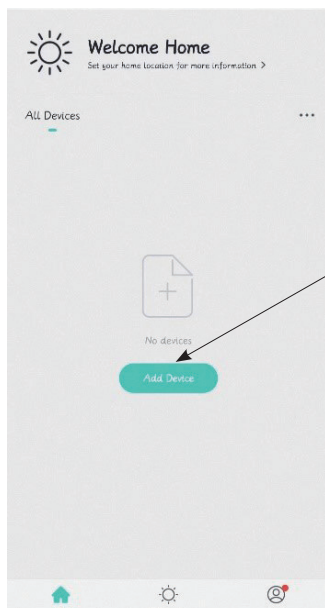 Welcome Home
Set your home location for more information >
All Devices
...
No devices
Add Device